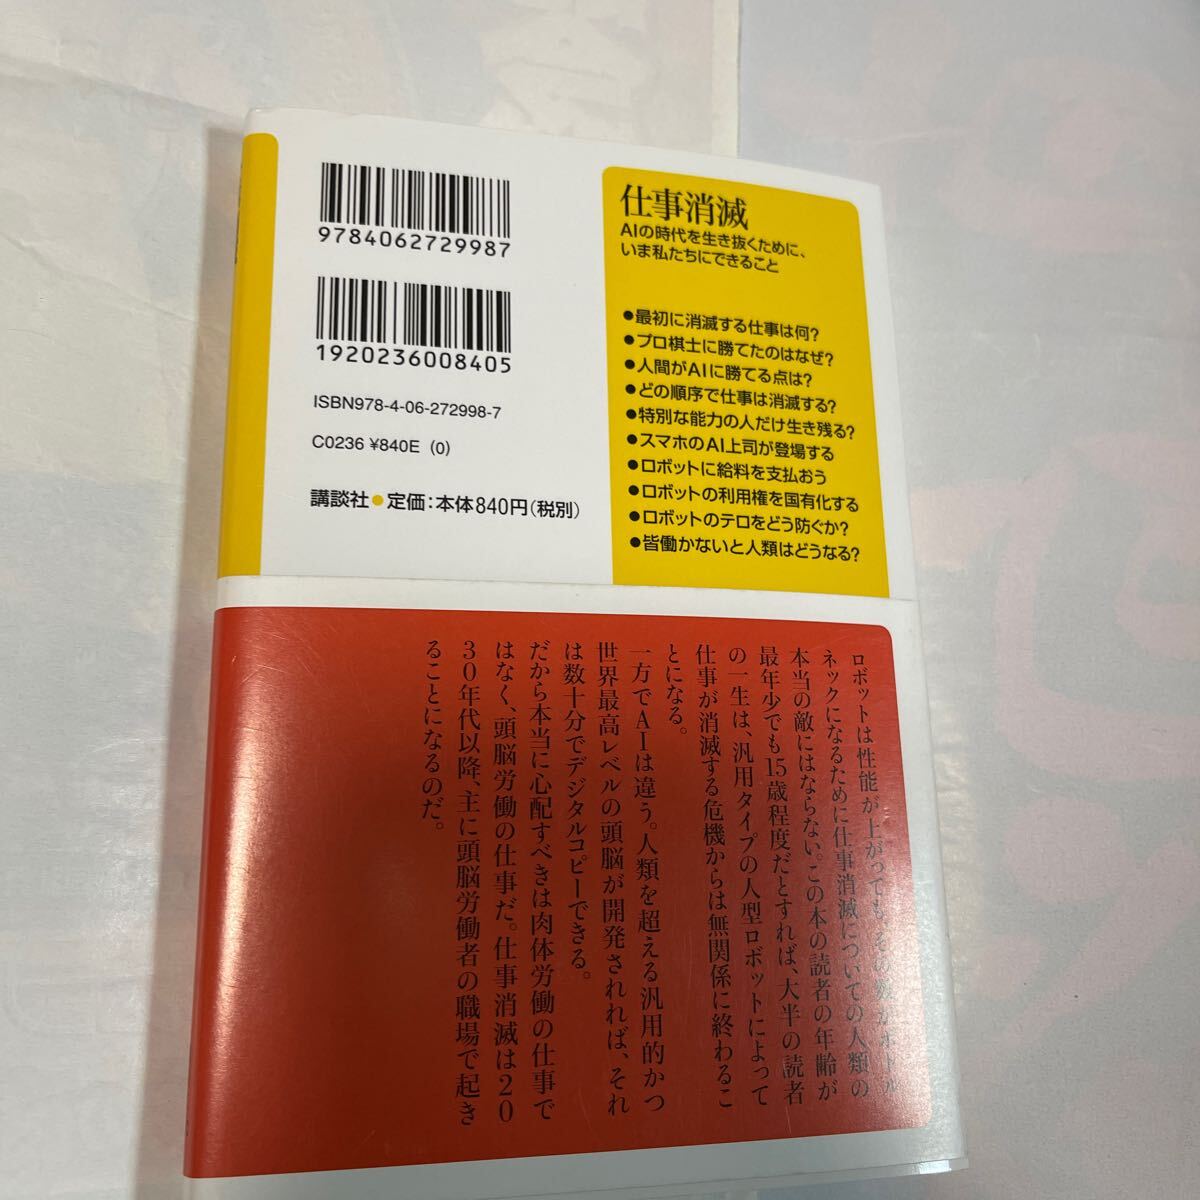 9784062729987
1920236008405
ISBN978-4-06-272998-7
C0236 ¥840E (0)
講談社●定価:本体840円(税別)
仕事消滅
AIの時代を生き抜くために、
いま私たちにできること
●最初に消滅する仕事は何?
●プロ棋士に勝てたのはなぜ?
●人間がAIに勝てる点は?
●どの順序で仕事は消滅する?
●特別な能力の人だけ生き残る?
●スマホのAI上司が登場する
●ロボットに給料を支払おう
●ロボットの利用権を国有化する
●ロボットのテロをどう防ぐか?
●皆働かないと人類はどうなる?
ロボットは性能が上がっても、その数がボトル
ネックになるために仕事消滅についての人類の
本当の敵にはならない。この本の読者の年齢が
最年少でも15歳程度だとすれば、大半の読者
の一生は、汎用タイプの人型ロボットによって
仕事が消滅する危機からは無関係に終わるこ
とになる。
一方でAIは違う。人類を超える汎用的かつ
世界最高レベルの頭脳が開発されれば、それ
は数十分でデジタルコピーできる。
だから本当に心配すべきは肉体労働の仕事で
はなく、頭脳労働の仕事だ。仕事消滅は20
30年代以降、主に頭脳労働者の職場で起き
ることになるのだ。